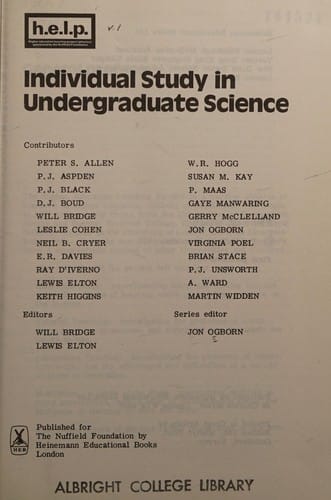 h.e.l.p.
v.1
Individual Study in
Undergraduate Science
Contributors
PETER S. ALLEN
P.J. ASPDEN
P.J. BLACK
D.J. BOUD
WILL BRIDGE
LESLIE COHEN
NEIL B. CRYER
E.R. DAVIES
RAY D'IVERNO
LEWIS ELTON
KEITH HIGGINS
W.R. HOGG
SUSAN M. KAY
P. MAAS
GAYE MANWARING
GERRY McCLELLAND
JON OGBORN
VIRGINIA POEL
BRIAN STACE
P.J. UNSWORTH
A. WARD
MARTIN WIDDEN
Editors
WILL BRIDGE
LEWIS ELTON
Series editor
JON OGBORN
HEB
Published for
The Nuffield Foundation by
Heinemann Educational Books
London
ALBRIGHT COLLEGE LIBRARY